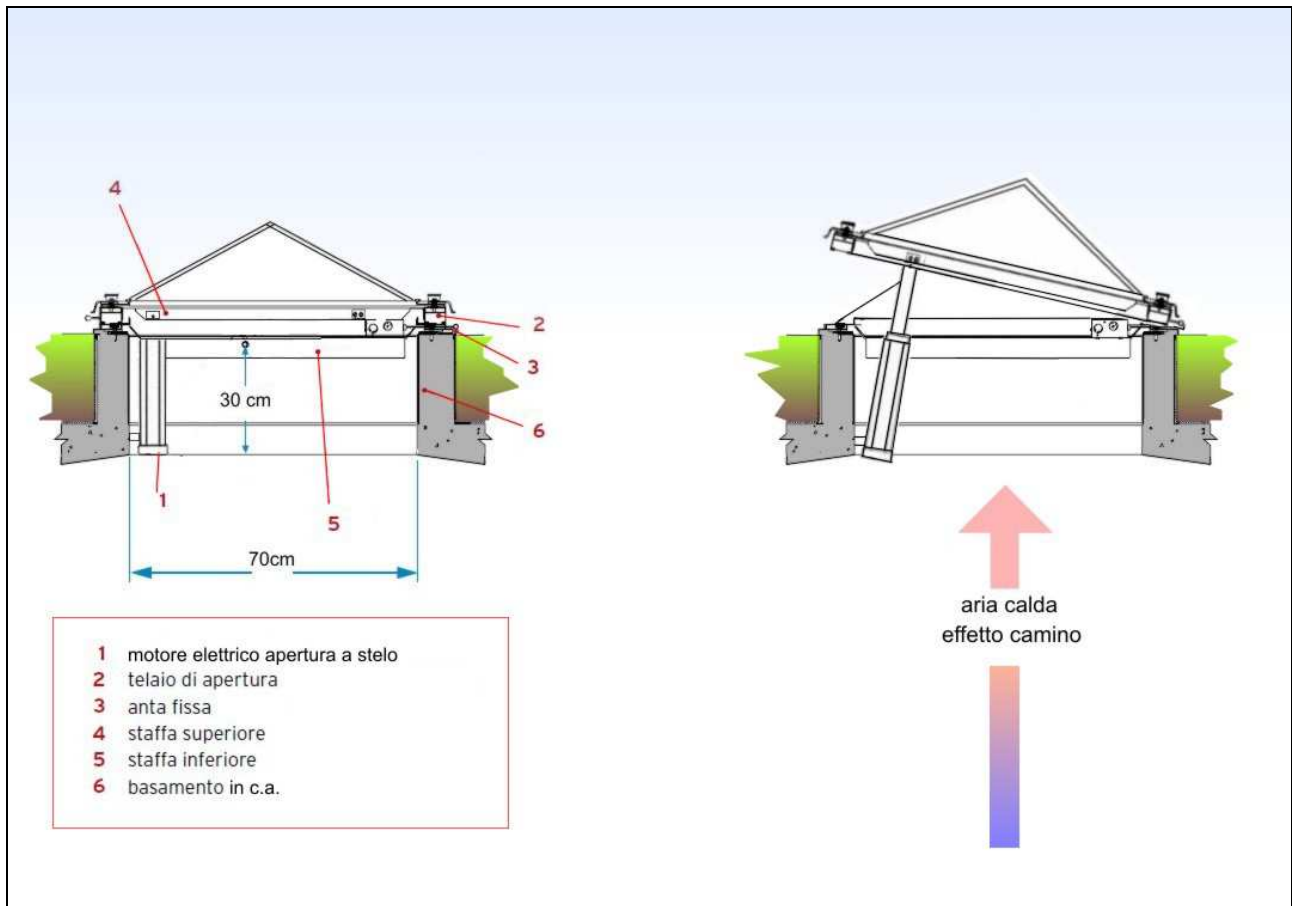 4
2
3
30 cm
6
1
5
70cm
aria calda
effetto camino
1 motore elettrico apertura a stelo
2 telaio di apertura
3 anta fissa
4 staffa superiore
5 staffa inferiore
6 basamento in c.a.